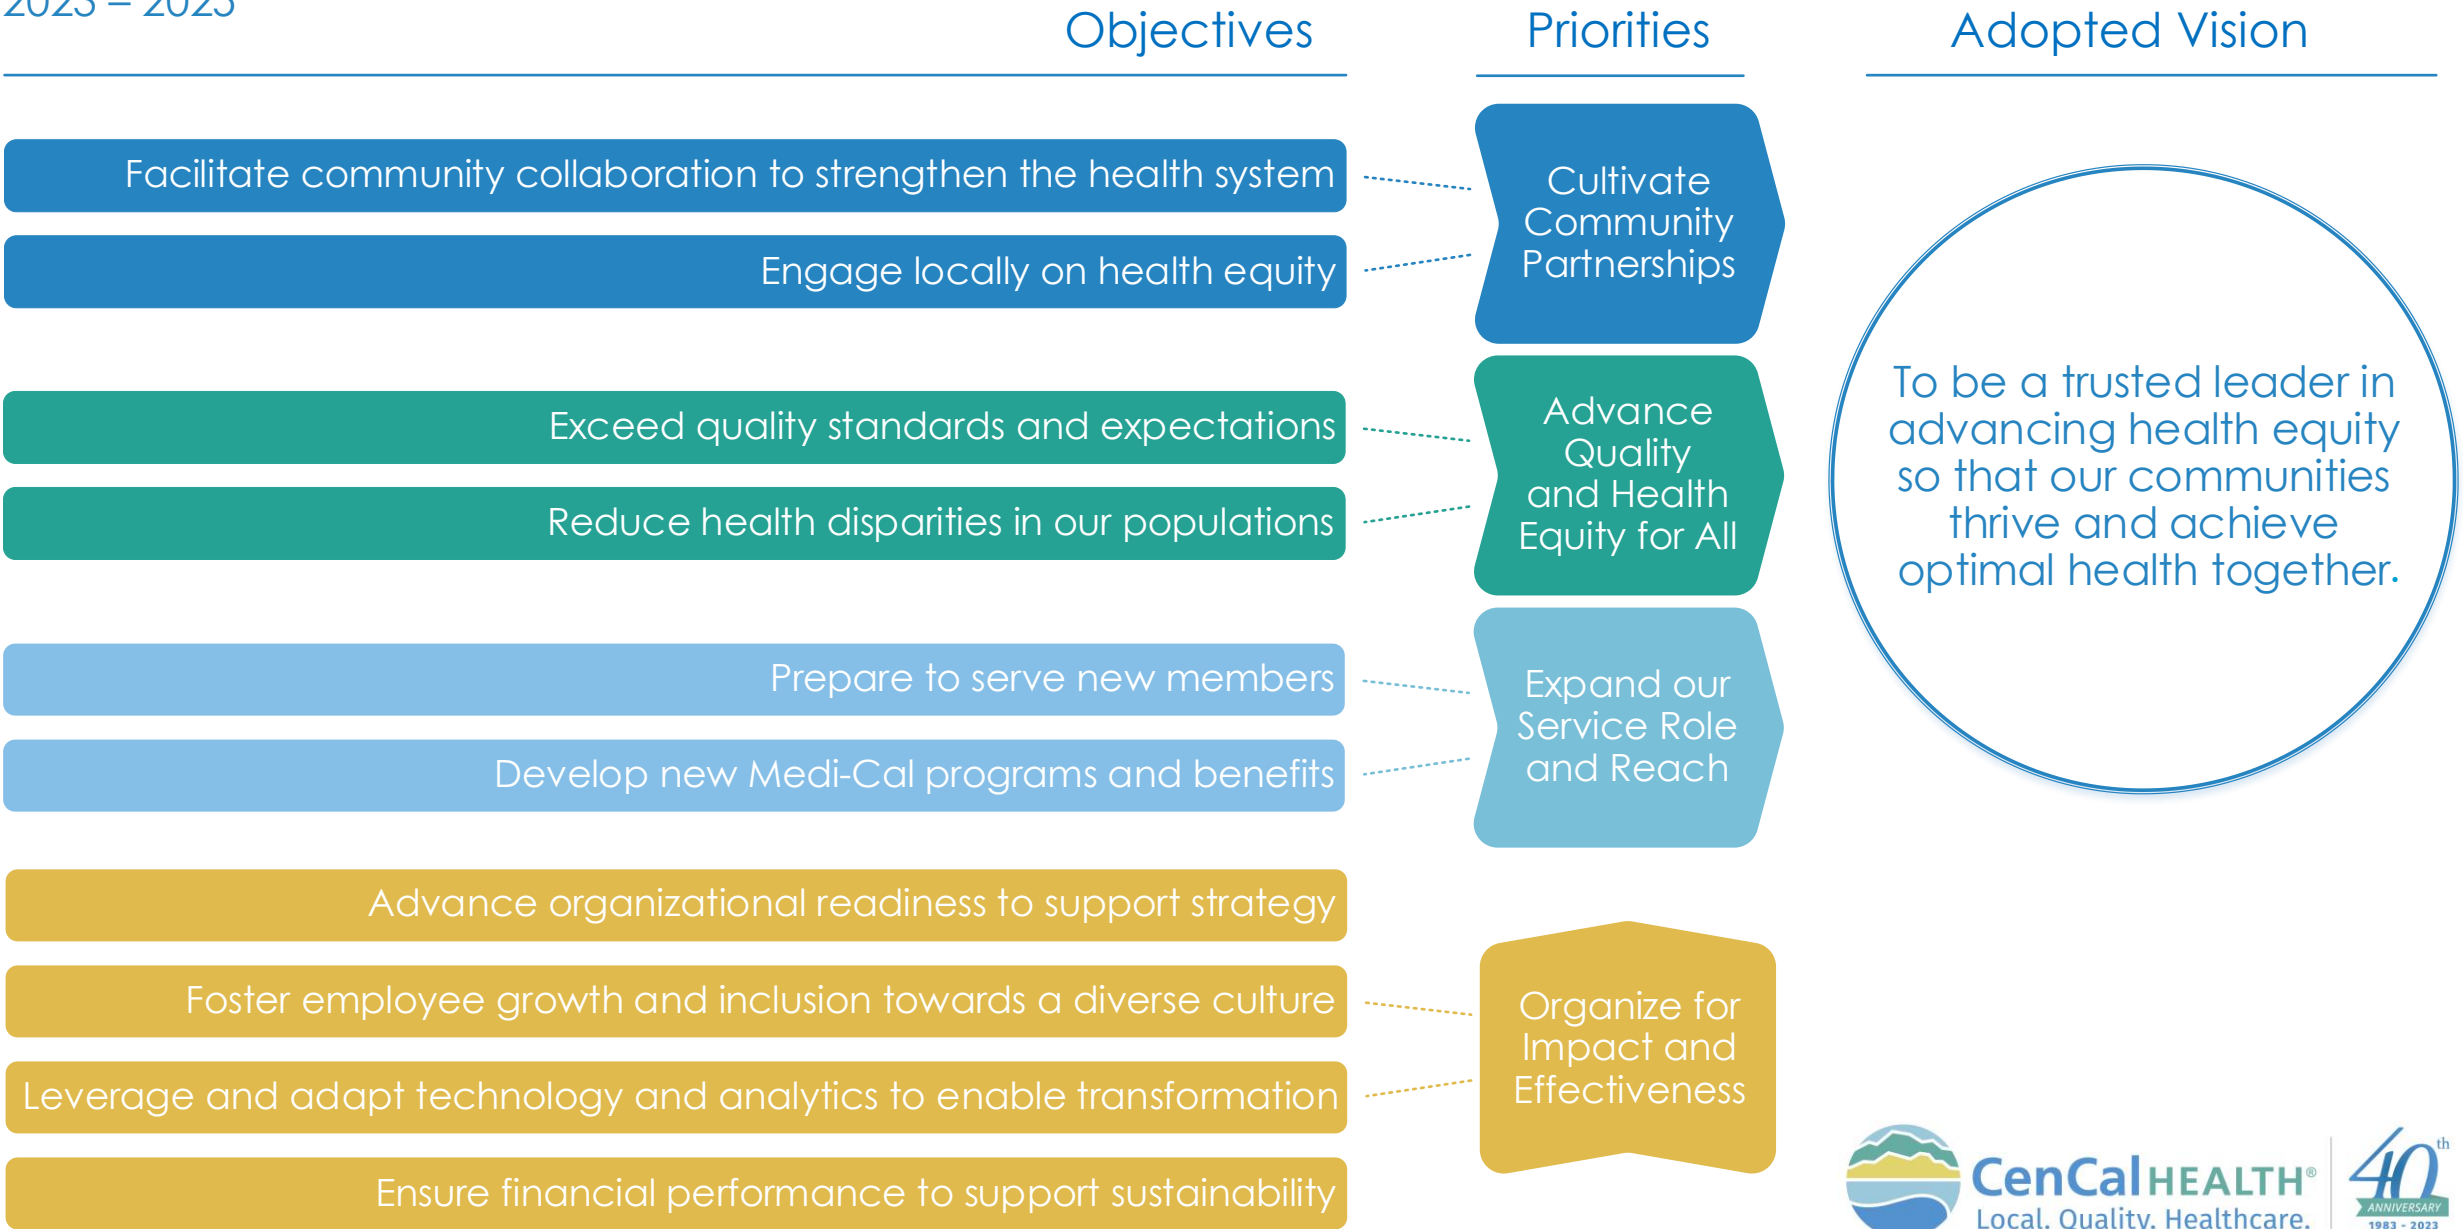 2023 – 2025
Objectives
Priorities
Adopted Vision
Facilitate community collaboration to strengthen the health system
Engage locally on health equity
Cultivate
Community
Partnerships
Exceed quality standards and expectations
Reduce health disparities in our populations
Advance
Quality
and Health
Equity for All
Prepare to serve new members
Develop new Medi-Cal programs and benefits
Expand our
Service Role
and Reach
Advance organizational readiness to support strategy
Foster employee growth and inclusion towards a diverse culture
Leverage and adapt technology and analytics to enable transformation
Ensure financial performance to support sustainability
Organize for
Impact and
Effectiveness
To be a trusted leader in
advancing health equity
so that our communities
thrive and achieve
optimal health together.
CenCal HEALTH®
Local. Quality. Healthcare.
40th
ANNIVERSARY
1983 - 2023